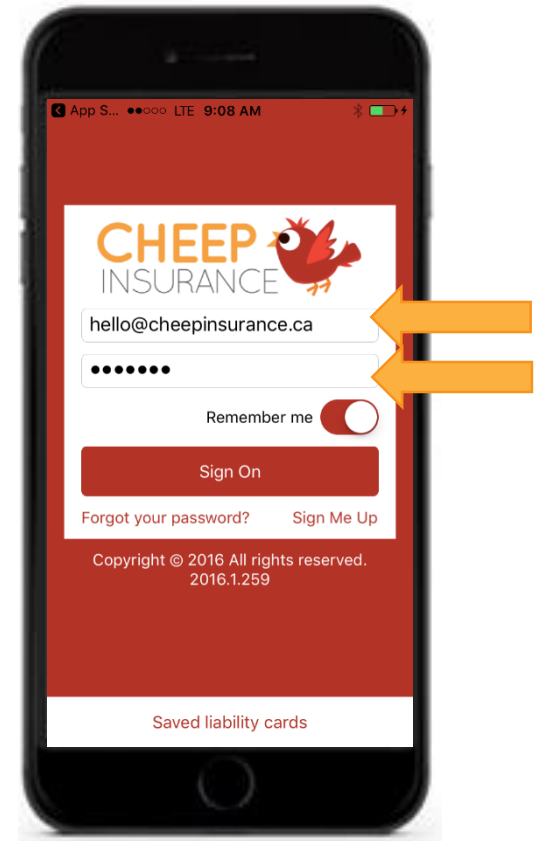 App S... LTE 9:08 AM
CHEEP
INSURANCE
hello@cheepinsurance.ca
•••••••
Remember me
Sign On
Forgot your password? Sign Me Up
Copyright © 2016 All rights reserved.
2016.1.259
Saved liability cards